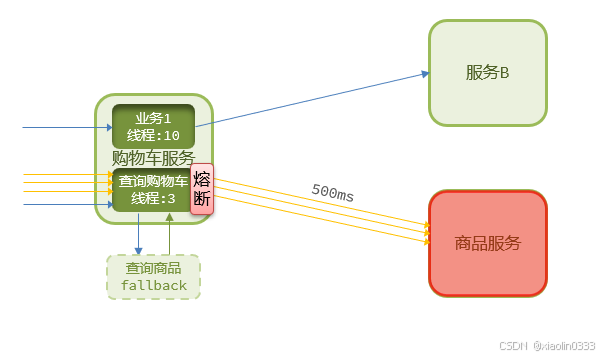 服务B
业务1
线程:10
购物车服务
查询购物车
线程:3
熔
断
500ms
商品服务
查询商品
fallback
CSDN @xiaolin0333